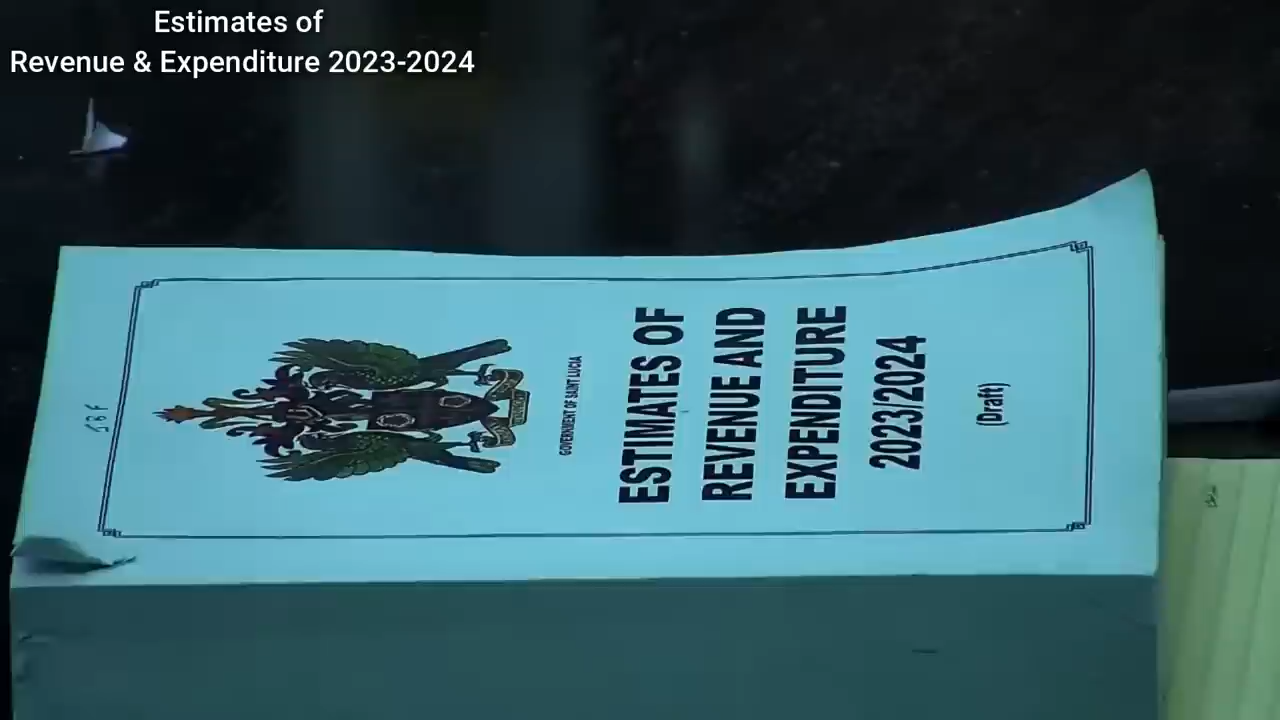 Estimates of
Revenue & Expenditure 2023-2024
GOVERNMENT OF SAINT LUCIA
ESTIMATES OF
REVENUE AND
EXPENDITURE
2023/2024
(Draft)